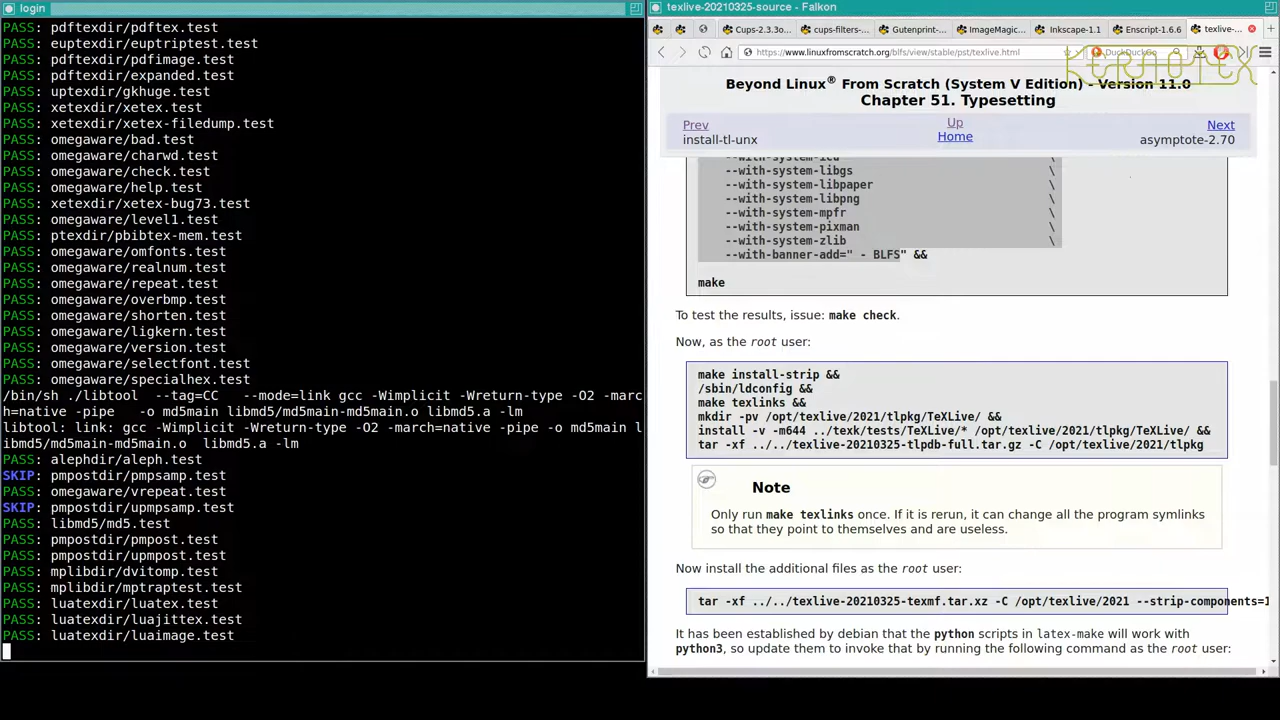 login
PASS: pdftexdir/pdftex.test
PASS: euptexdir/euptriptest.test
PASS: pdftexdir/pdfimage.test
PASS: pdftexdir/expanded.test
PASS: uptexdir/gkhuge.test
PASS: xetexdir/xetex.test
PASS: xetexdir/xetex-filedump.test
PASS: omegaware/bad.test
PASS: omegaware/charwd.test
PASS: omegaware/check.test
PASS: omegaware/help.test
PASS: xetexdir/xetex-bug73.test
PASS: omegaware/level1.test
PASS: ptexdir/pbibtex-mem.test
PASS: omegaware/omfonts.test
PASS: omegaware/realnum.test
PASS: omegaware/repeat.test
PASS: omegaware/overbmp.test
PASS: omegaware/shorten.test
PASS: omegaware/ligkern.test
PASS: omegaware/version.test
PASS: omegaware/selectfont.test
PASS: omegaware/specialhex.test
/bin/sh ./libtool  --tag=CC   --mode=link gcc -Wimplicit -Wreturn-type -O2 -marc
h=native -pipe   -o md5main libmd5/md5main-md5main.o libmd5.a -lm
libtool: link: gcc -Wimplicit -Wreturn-type -O2 -march=native -pipe -o md5main l
ibmd5/md5main-md5main.o  libmd5.a -lm
PASS: alephdir/aleph.test
SKIP: pmpostdir/pmpsamp.test
PASS: omegaware/vrepeat.test
SKIP: pmpostdir/upmpsamp.test
PASS: libmd5/md5.test
PASS: pmpostdir/pmpost.test
PASS: pmpostdir/upmpost.test
PASS: mplibdir/dvitomp.test
PASS: mplibdir/mptraptest.test
PASS: luatexdir/luatex.test
PASS: luatexdir/luajittex.test
PASS: luatexdir/luaimage.test
texlive-20210325-source - Falkon
Cups-2.3.3o... cups-filters-... Gutenprint-... ImageMagic... Inkscape-1.1 Enscript-1.6.6 texlive-...
https://www.linuxfromscratch.org/blfs/view/stable/pst/texlive.html DuckDuckGo
KERNOTEX
Beyond Linux® From Scratch (System V Edition) - Version 11.0
Chapter 51. Typesetting
Prev Up Next
install-tl-unx Home asymptote-2.70
--with-system-icu \
--with-system-libgs \
--with-system-libpaper \
--with-system-libpng \
--with-system-mpfr \
--with-system-pixman \
--with-system-zlib \
--with-banner-add=" - BLFS" &&
make
To test the results, issue: make check.
Now, as the root user:
make install-strip &&
/sbin/ldconfig &&
make texlinks &&
mkdir -pv /opt/texlive/2021/tlpkg/TeXLive/ &&
install -v -m644 ../texk/tests/TeXLive/* /opt/texlive/2021/tlpkg/TeXLive/ &&
tar -xf ../../texlive-20210325-tlpdb-full.tar.gz -C /opt/texlive/2021/tlpkg
Note
Only run make texlinks once. If it is rerun, it can change all the program symlinks
so that they point to themselves and are useless.
Now install the additional files as the root user:
tar -xf ../../texlive-20210325-texmf.tar.xz -C /opt/texlive/2021 --strip-components=1
It has been established by debian that the python scripts in latex-make will work with
python3, so update them to invoke that by running the following command as the root user: